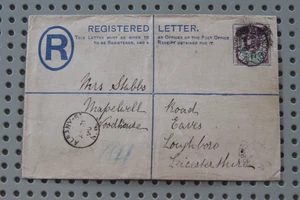 REGISTERED LETTER.
THIS LETTER MUST BE GIVEN TO AN OFFICER OF THE POST OFFICE
TO BE REGISTERED, AND A RECEIPT OBTAINED FOR IT.
R
Mrs Stubbs
Mapelwell Road
Woodhouse Eaves
Loughboro
Leicestershire